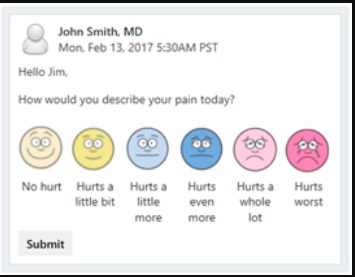 John Smith, MD
Mon, Feb 13, 2017 5:30AM PST
Hello Jim,
How would you describe your pain today?
No hurt
Hurts a
little bit
Hurts a
little
more
Hurts
even
more
Hurts a
whole
lot
Hurts
worst
Submit